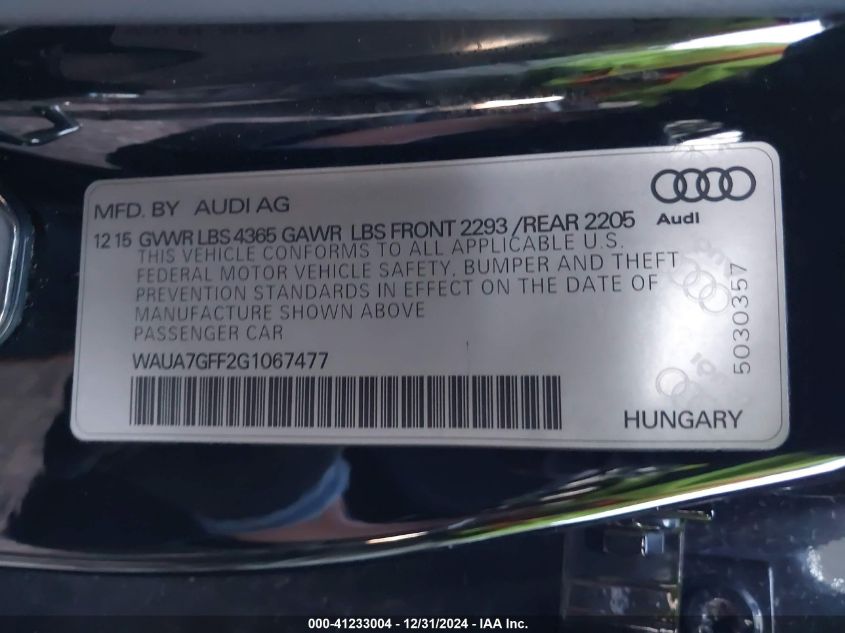 MFD. BY AUDI AG
Audi
12 15 GVWR LBS 4365 GAWR LBS FRONT 2293 /REAR 2205
THIS VEHICLE CONFORMS TO ALL APPLICABLE U.S.
FEDERAL MOTOR VEHICLE SAFETY, BUMPER AND THEFT
PREVENTION STANDARDS IN EFFECT ON THE DATE OF
MANUFACTURE SHOWN ABOVE
PASSENGER CAR
WAUA7GFF2G1067477
5030357
HUNGARY
000-41233004 - 12/31/2024 - IAA Inc.